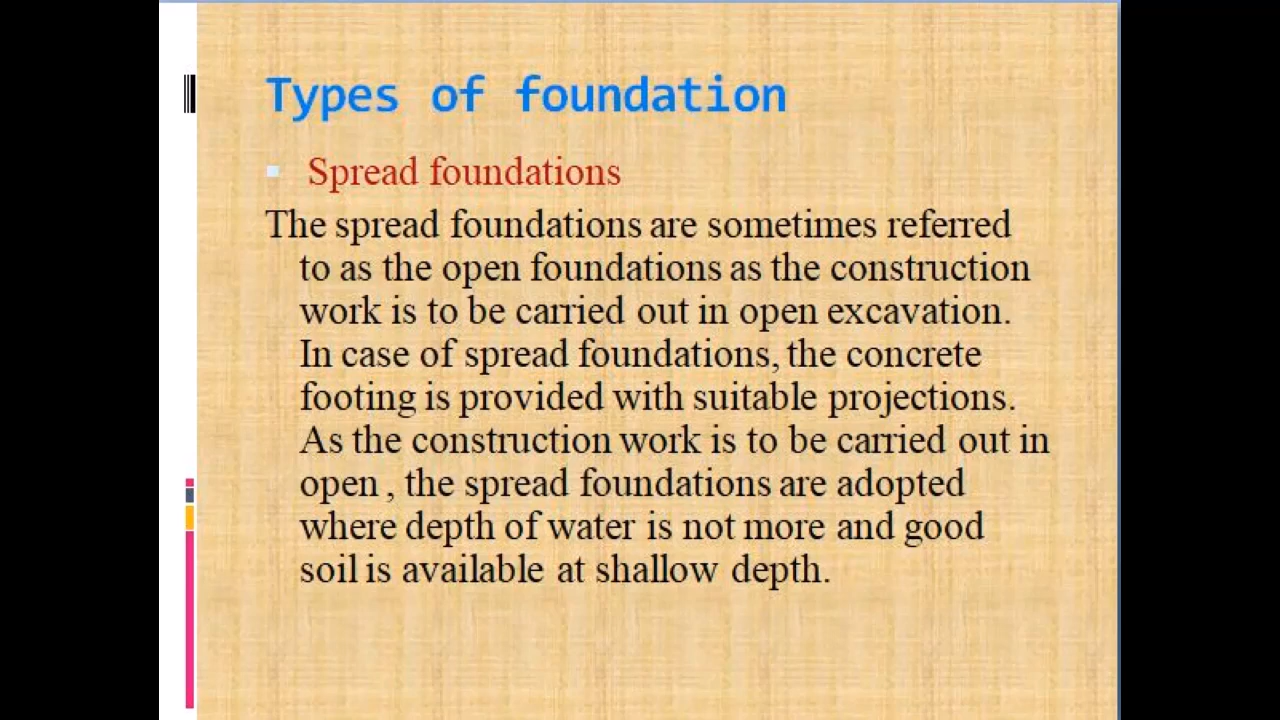 Types of foundation
Spread foundations
The spread foundations are sometimes referred
to as the open foundations as the construction
work is to be carried out in open excavation.
In case of spread foundations, the concrete
footing is provided with suitable projections.
As the construction work is to be carried out in
open , the spread foundations are adopted
where depth of water is not more and good
soil is available at shallow depth.